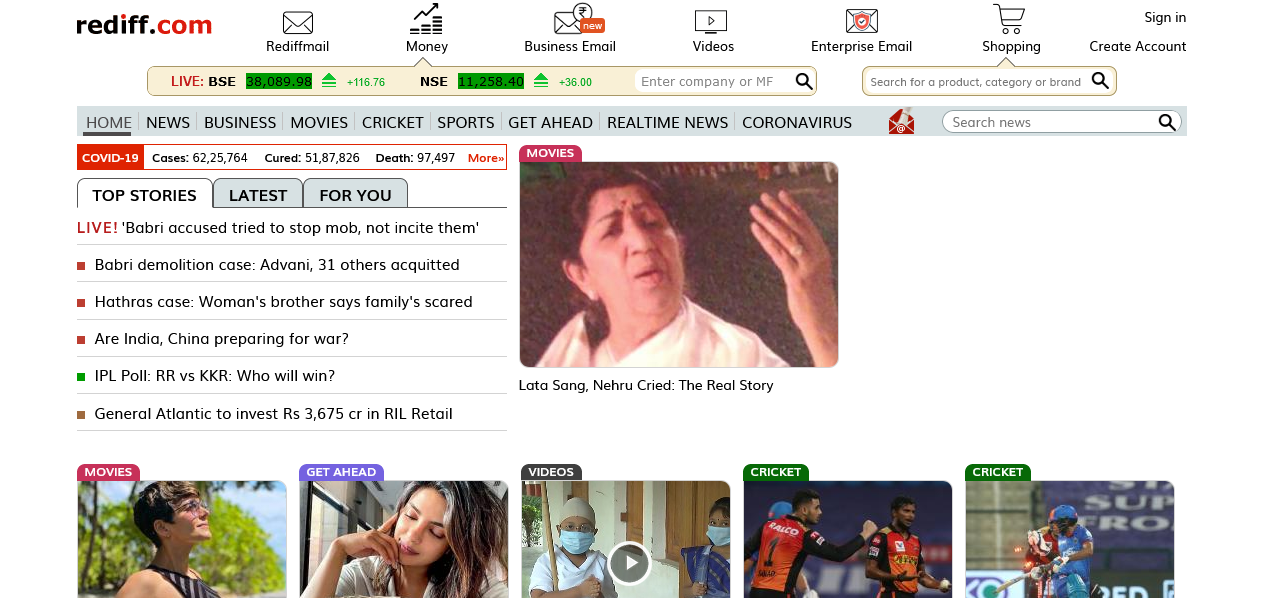 rediff.com
Rediffmail
Money
new
Business Email
Videos
Enterprise Email
Shopping
Sign in
Create Account
LIVE: BSE 38,089.98 +116.76 NSE 11,258.40 +36.00
Enter company or MF
Search for a product, category or brand
HOME NEWS BUSINESS MOVIES CRICKET SPORTS GET AHEAD REALTIME NEWS CORONAVIRUS
Search news
COVID-19 Cases: 62,25,764 Cured: 51,87,826 Death: 97,497 More»
TOP STORIES LATEST FOR YOU
LIVE! 'Babri accused tried to stop mob, not incite them'
Babri demolition case: Advani, 31 others acquitted
Hathras case: Woman's brother says family's scared
Are India, China preparing for war?
IPL Poll: RR vs KKR: Who will win?
General Atlantic to invest Rs 3,675 cr in RIL Retail
MOVIES
Lata Sang, Nehru Cried: The Real Story
MOVIES
GET AHEAD
VIDEOS
CRICKET
RALCO
1
CRICKET
SUP